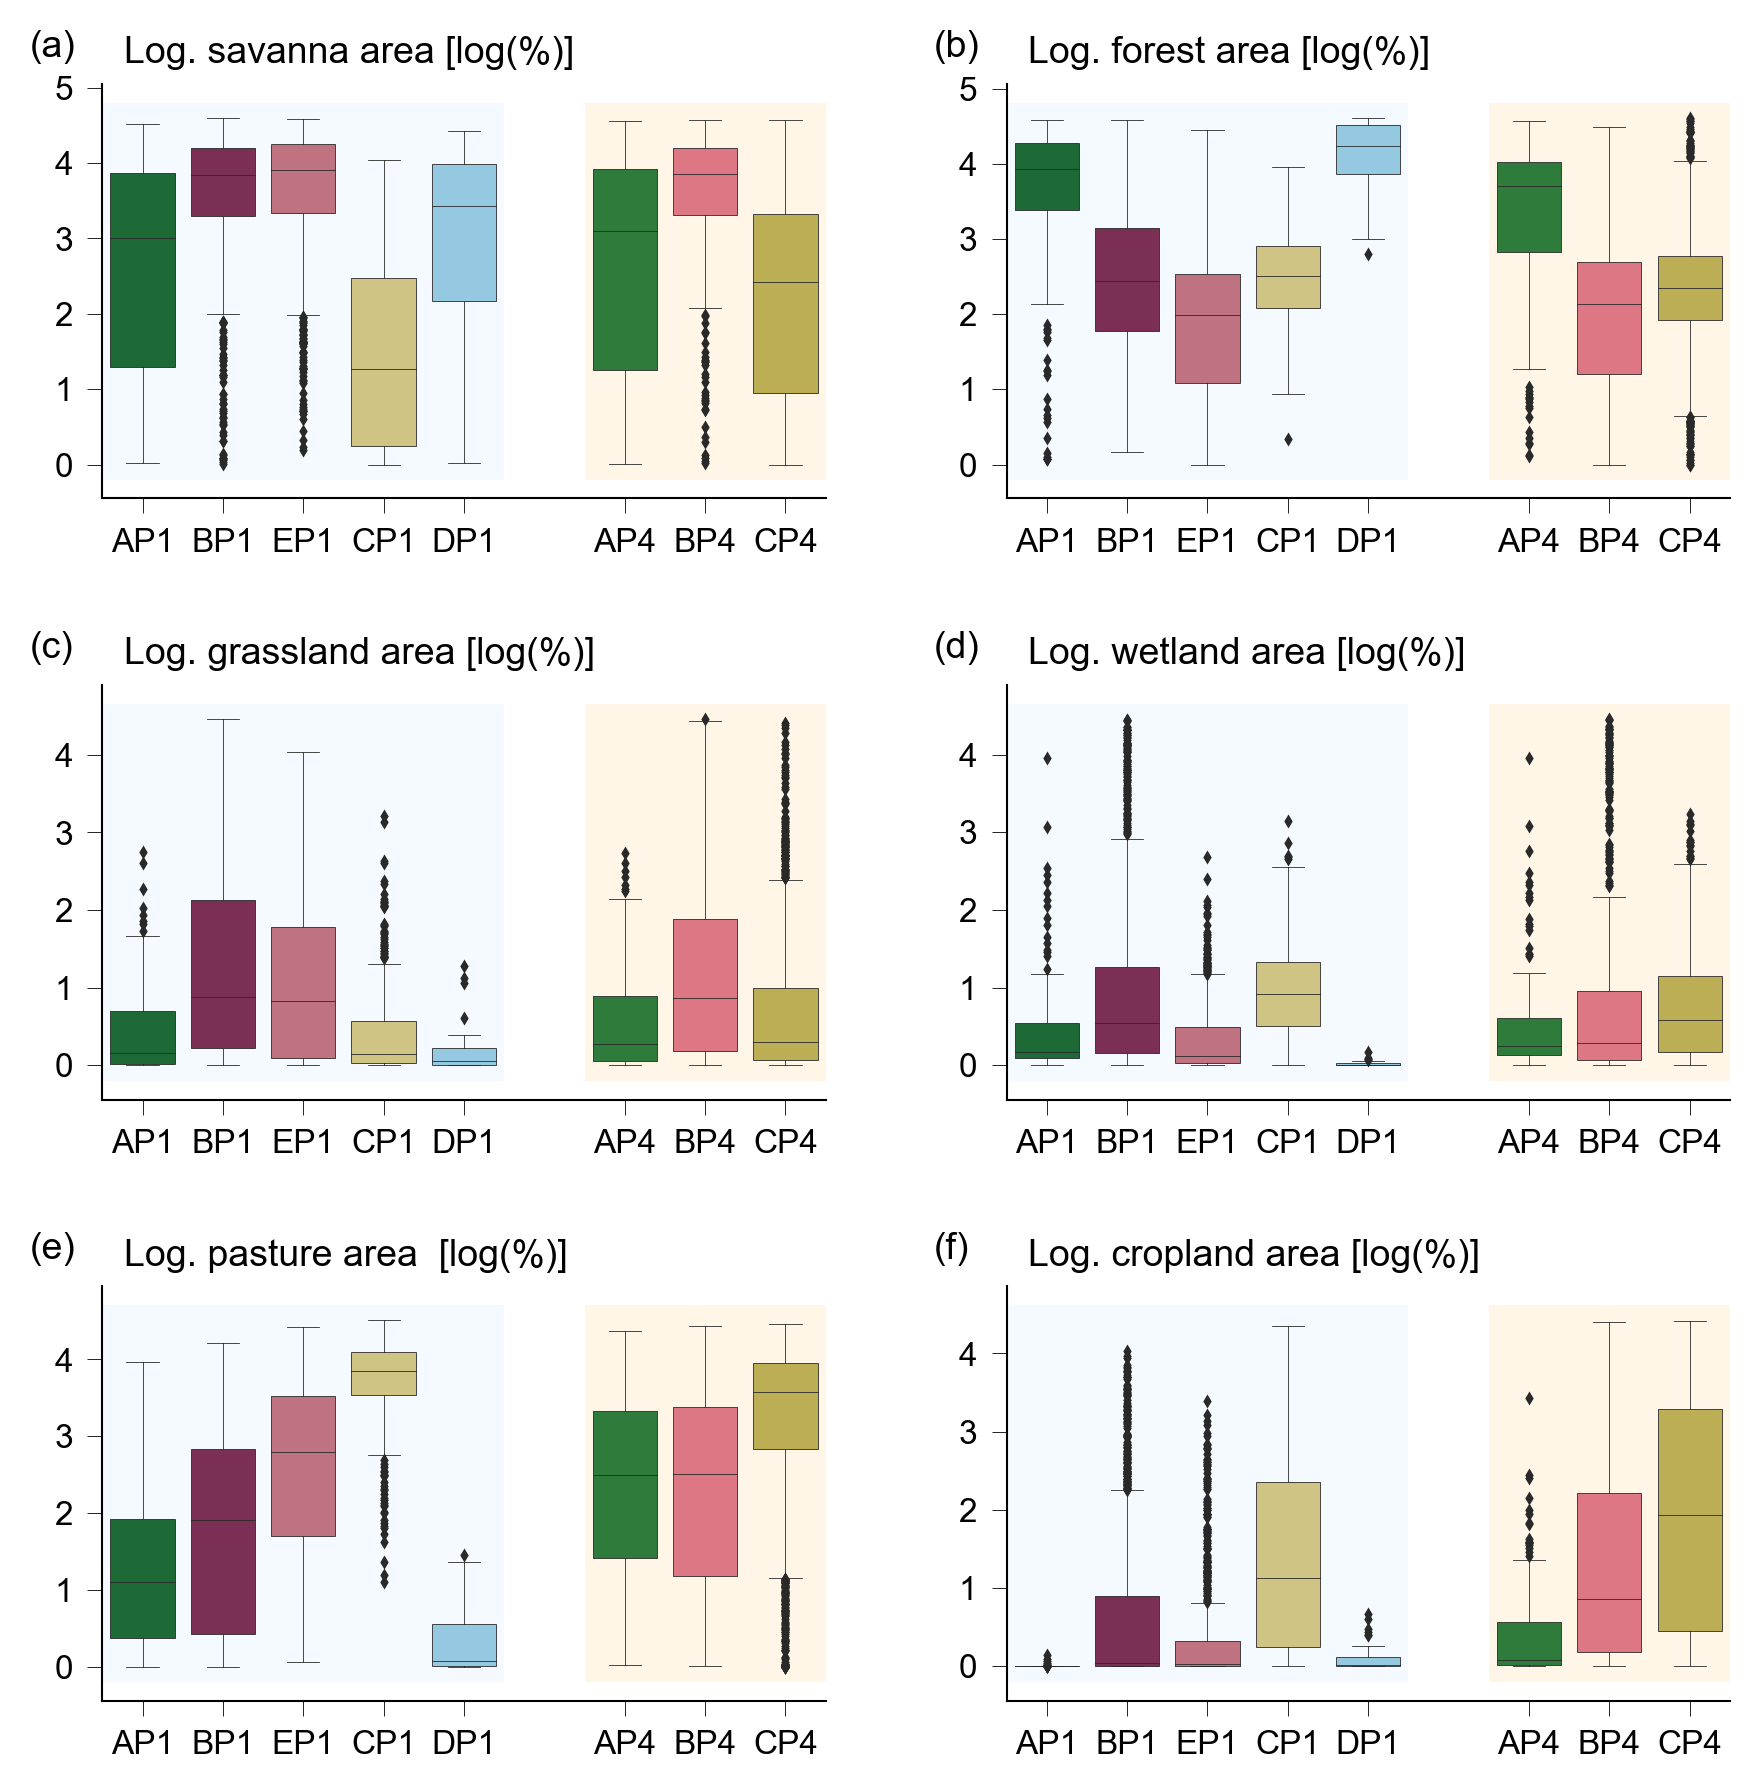 (a) Log. savanna area [log(%)]
5
4
3
2
1
0
AP1 BP1 EP1 CP1 DP1 AP4 BP4 CP4
(b) Log. forest area [log(%)]
5
4
3
2
1
0
AP1 BP1 EP1 CP1 DP1 AP4 BP4 CP4
(c) Log. grassland area [log(%)]
4
3
2
1
0
AP1 BP1 EP1 CP1 DP1 AP4 BP4 CP4
(d) Log. wetland area [log(%)]
4
3
2
1
0
AP1 BP1 EP1 CP1 DP1 AP4 BP4 CP4
(e) Log. pasture area [log(%)]
4
3
2
1
0
AP1 BP1 EP1 CP1 DP1 AP4 BP4 CP4
(f) Log. cropland area [log(%)]
4
3
2
1
0
AP1 BP1 EP1 CP1 DP1 AP4 BP4 CP4